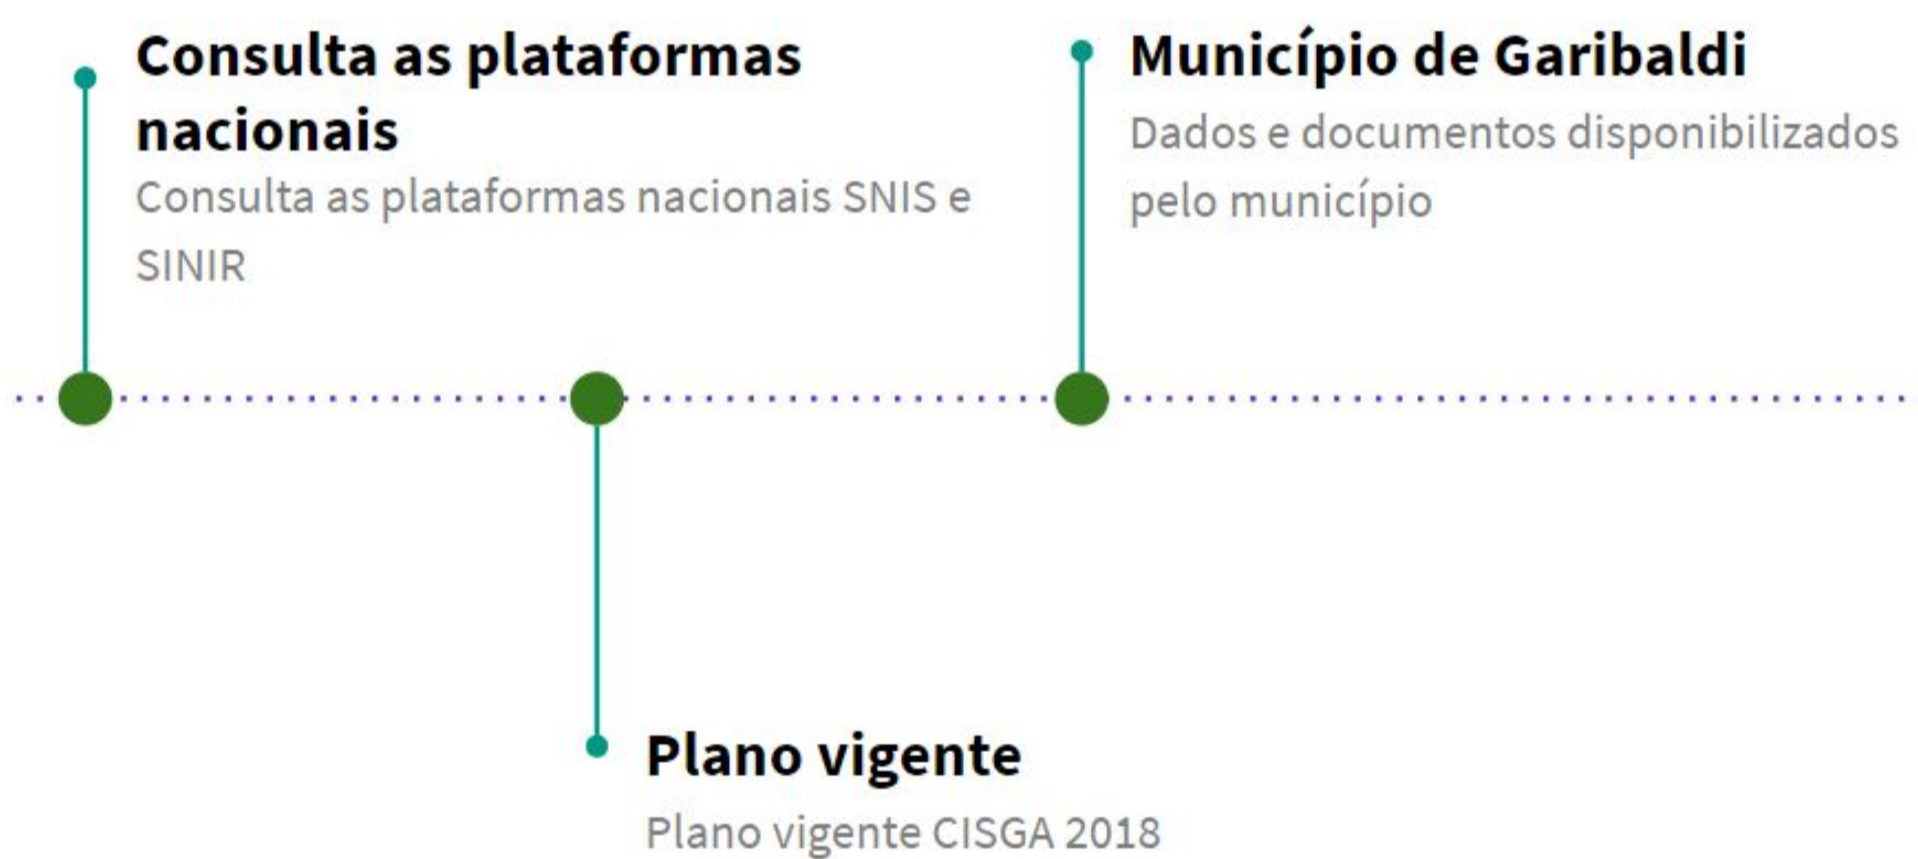 Consulta as plataformas
nacionais
Consulta as plataformas nacionais SNIS e
SINIR
Município de Garibaldi
Dados e documentos disponibilizados
pelo município
Plano vigente
Plano vigente CISGA 2018